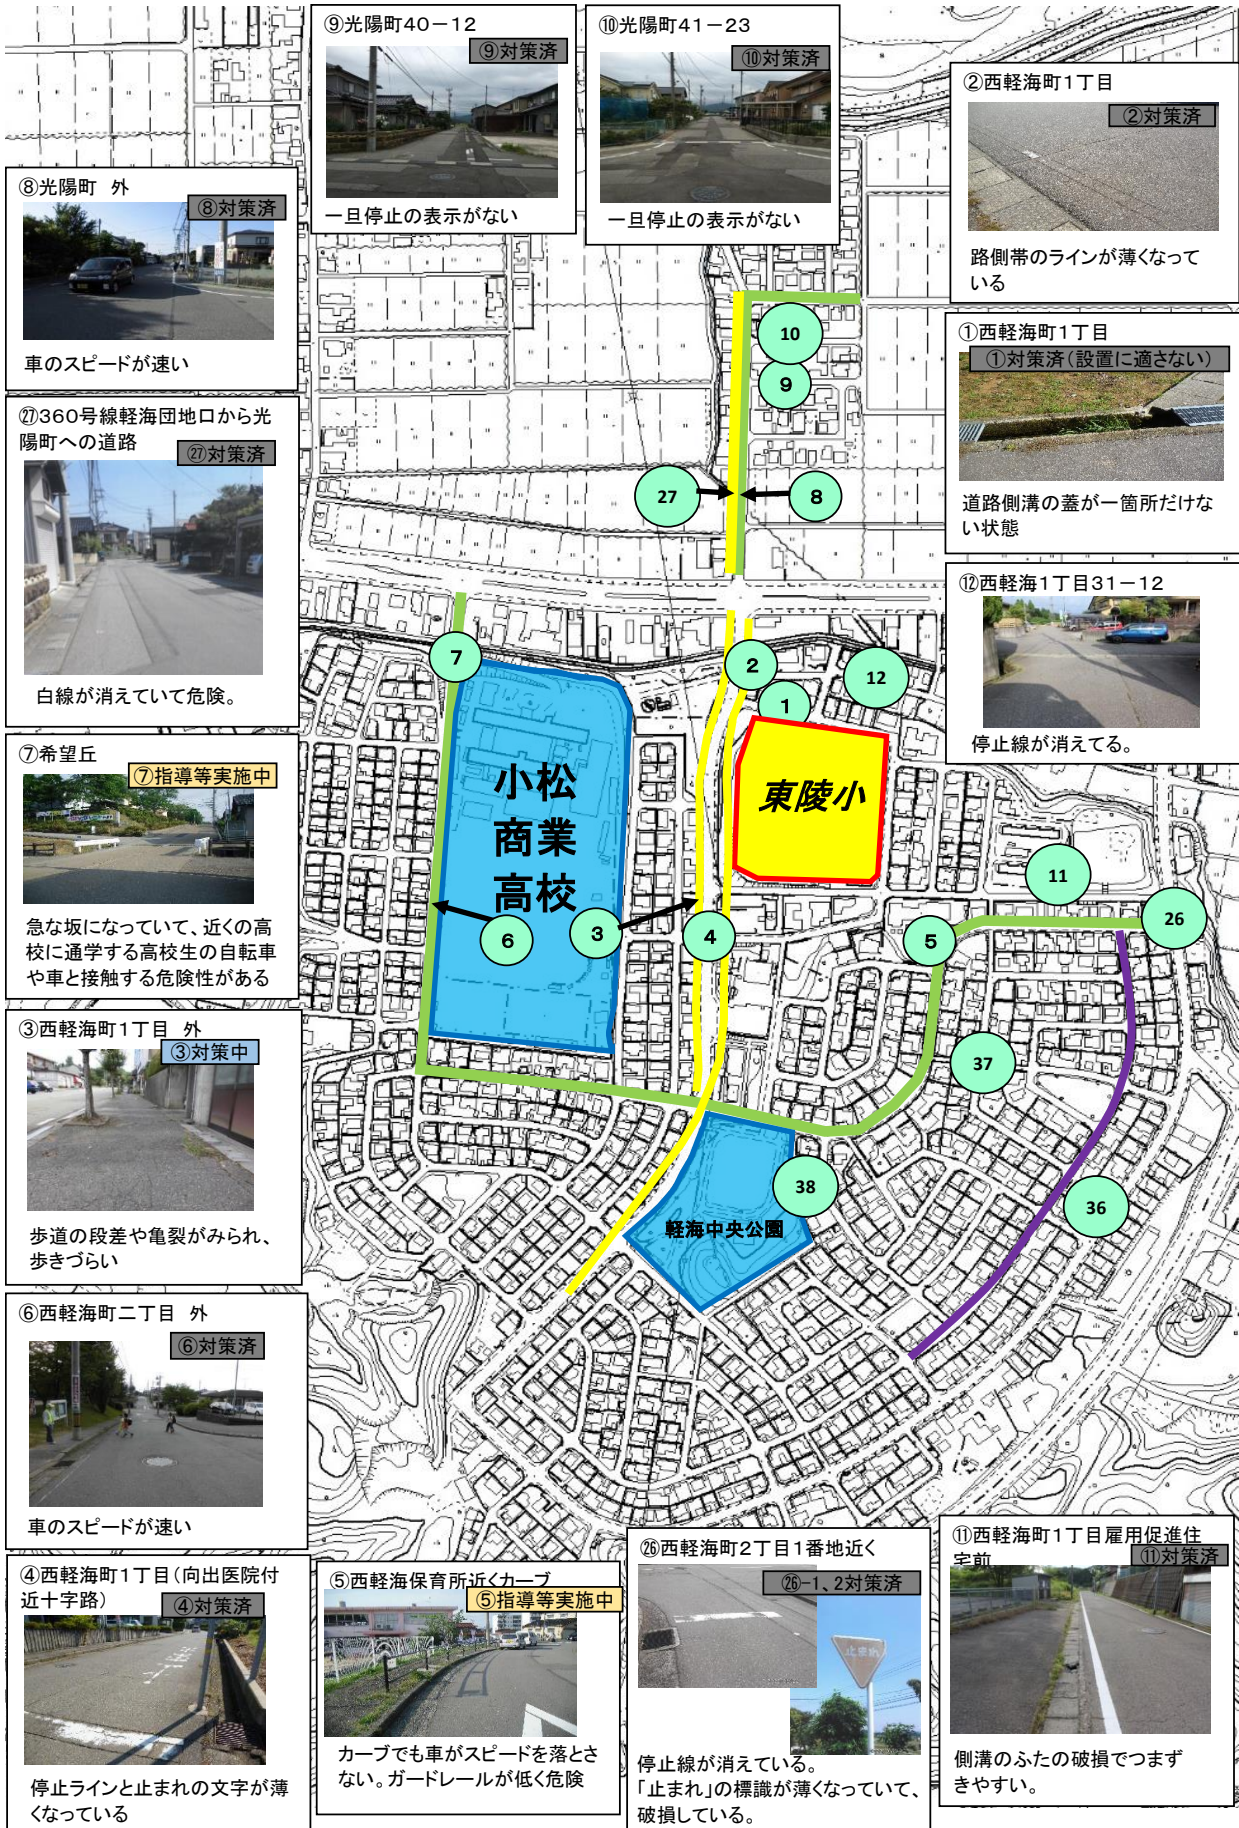 ⑨光陽町40-12
⑨対策済
一旦停止の表示がない
⑩光陽町41-23
⑩対策済
一旦停止の表示がない
②西軽海町1丁目
②対策済
路側帯のラインが薄くなって
いる
⑧光陽町 外
⑧対策済
車のスピードが速い
①西軽海町1丁目
①対策済(設置に適さない)
道路側溝の蓋が一箇所だけな
い状態
㉗360号線軽海団地口から光
陽町への道路
㉗対策済
白線が消えていて危険。
⑫西軽海1丁目31-12
停止線が消えてる。
⑦希望丘
⑦指導等実施中
急な坂になっていて、近くの高
校に通学する高校生の自転車
や車と接触する危険性がある
③西軽海町1丁目 外
③対策中
歩道の段差や亀裂がみられ、
歩きづらい
⑥西軽海町二丁目 外
⑥対策済
車のスピードが速い
④西軽海町1丁目(向出医院付
近十字路)
④対策済
停止ラインと止まれの文字が薄
くなっている
⑤西軽海保育所近くカーブ
⑤指導等実施中
カーブでも車がスピードを落とさ
ない。ガードレールが低く危険
㉖西軽海町2丁目1番地近く
㉖-1、2対策済
止まれ
停止線が消えている。
「止まれ」の標識が薄くなっていて、
破損している。
⑪西軽海町1丁目雇用促進住
宅前
⑪対策済
側溝のふたの破損でつまず
きやすい。
10
9
27
8
7
2
12
1
小松
商業
高校
東陵小
11
26
6
3
4
5
37
38
36
軽海中央公園